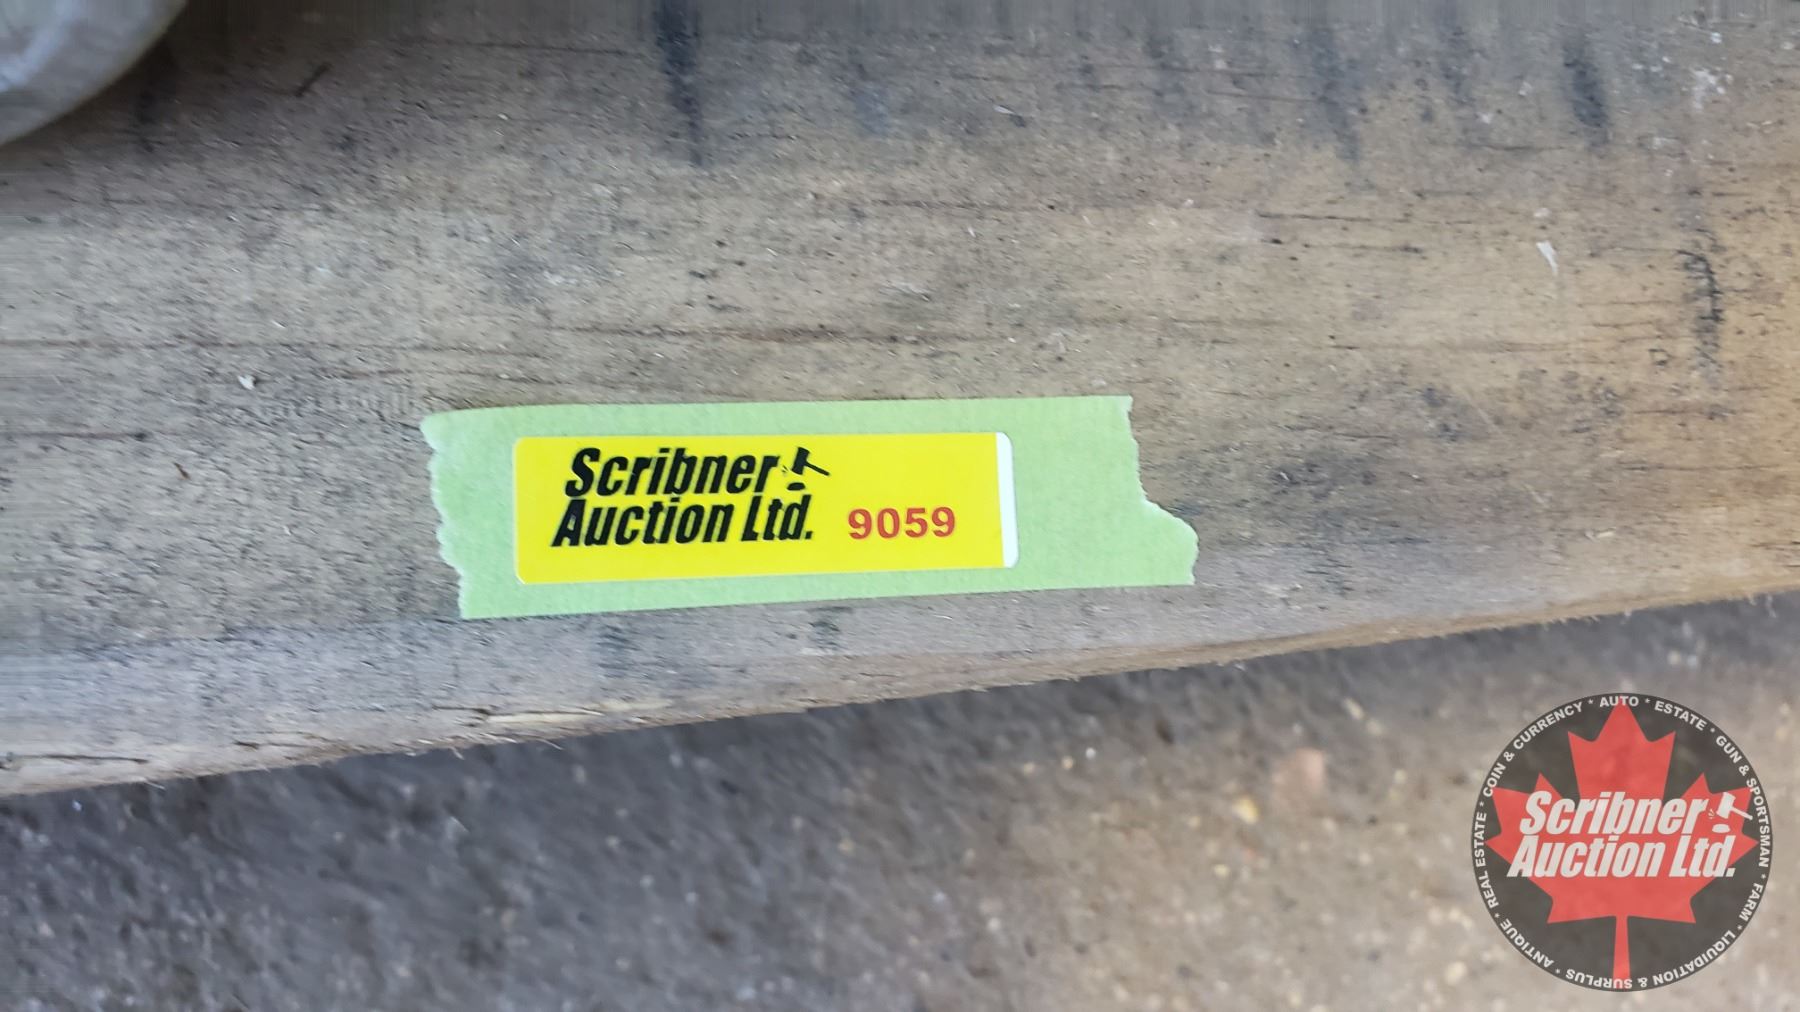 Scribner
Auction Ltd. 9059
COIN & CURRENCY * AUTO * ESTATE * GUN & SPORTSMAN * FARM * LIQUIDATION & SURPLUS * ANTIQUE * REAL ESTATE *
Scribner
Auction Ltd.